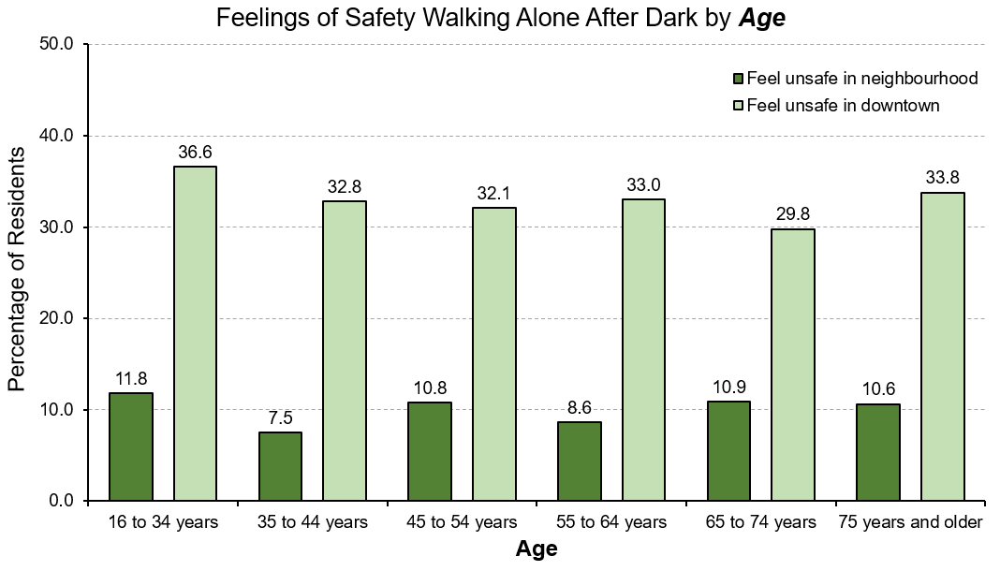 Feelings of Safety Walking Alone After Dark by Age
50.0
40.0
30.0
20.0
10.0
0.0
Percentage of Residents
Feel unsafe in neighbourhood
Feel unsafe in downtown
11.8
36.6
7.5
32.8
10.8
32.1
8.6
33.0
10.9
29.8
10.6
33.8
16 to 34 years
35 to 44 years
45 to 54 years
55 to 64 years
65 to 74 years
75 years and older
Age